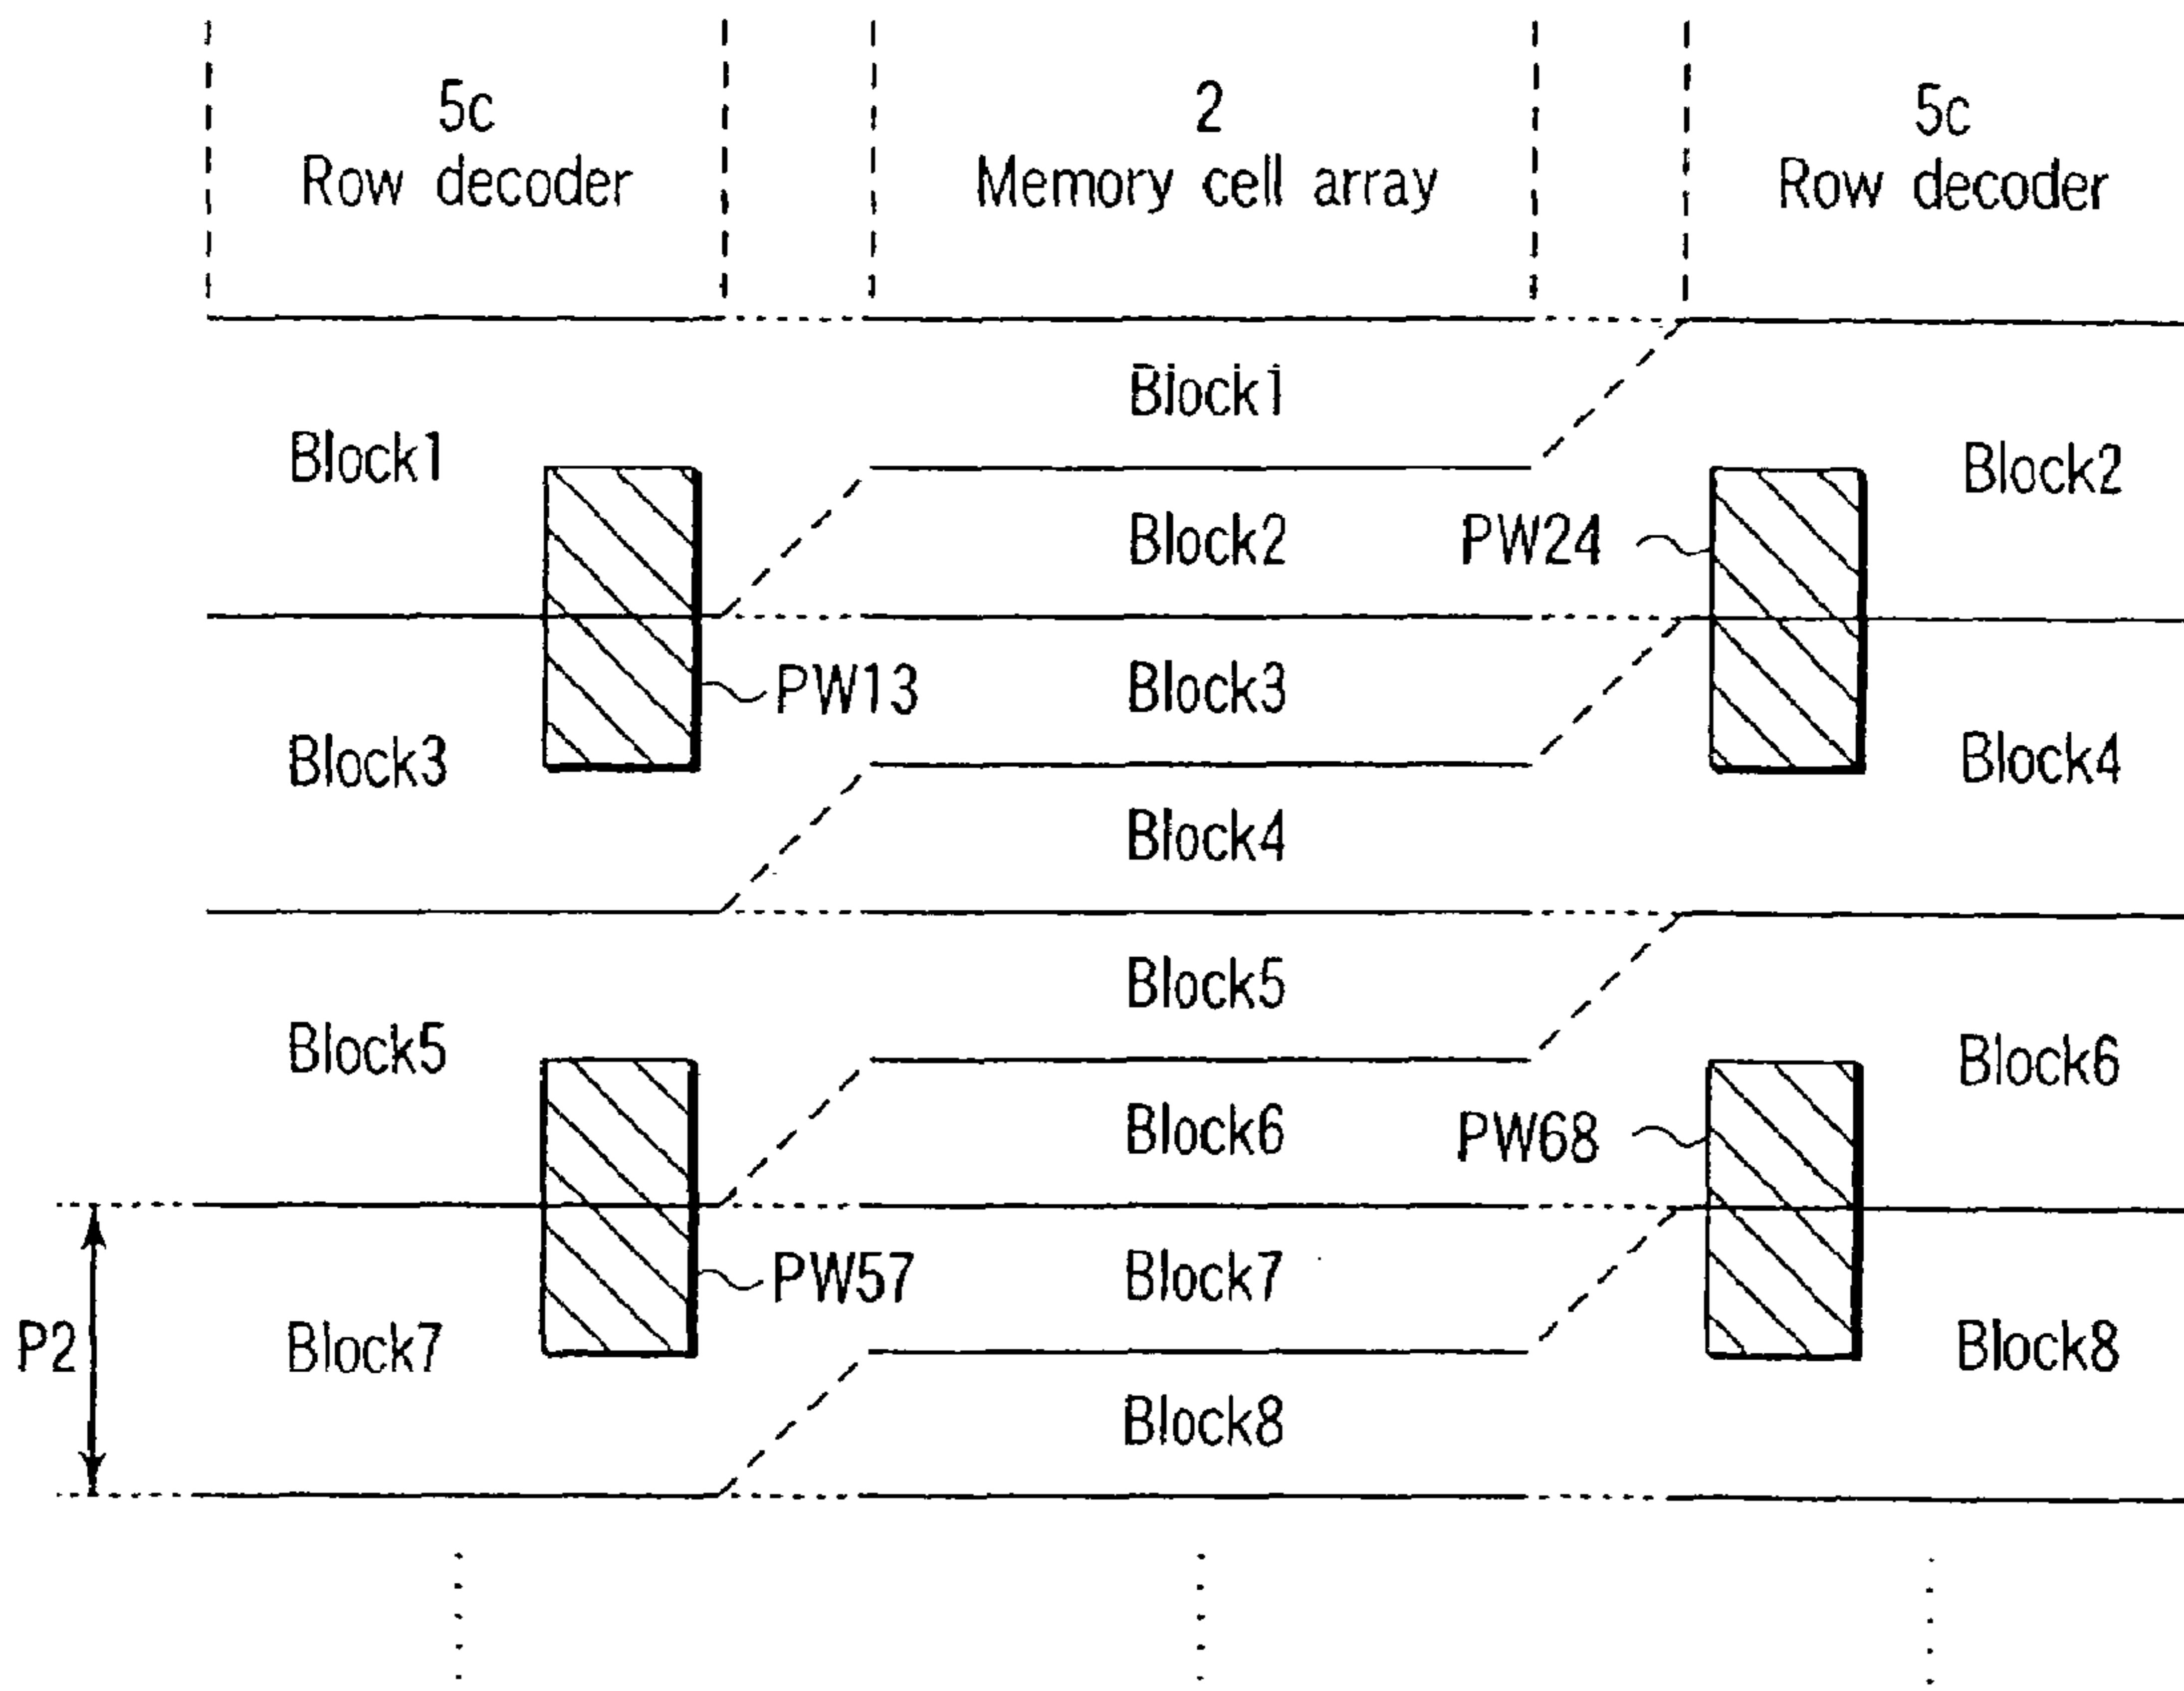 5c
Row decoder
2
Memory cell array
5c
Row decoder
Block1
Block1
Block2
Block2
PW24
PW13
Block3
Block3
Block4
Block4
Block5
Block5
Block6
Block6
PW68
PW57
Block7
P2
Block7
Block8
Block8